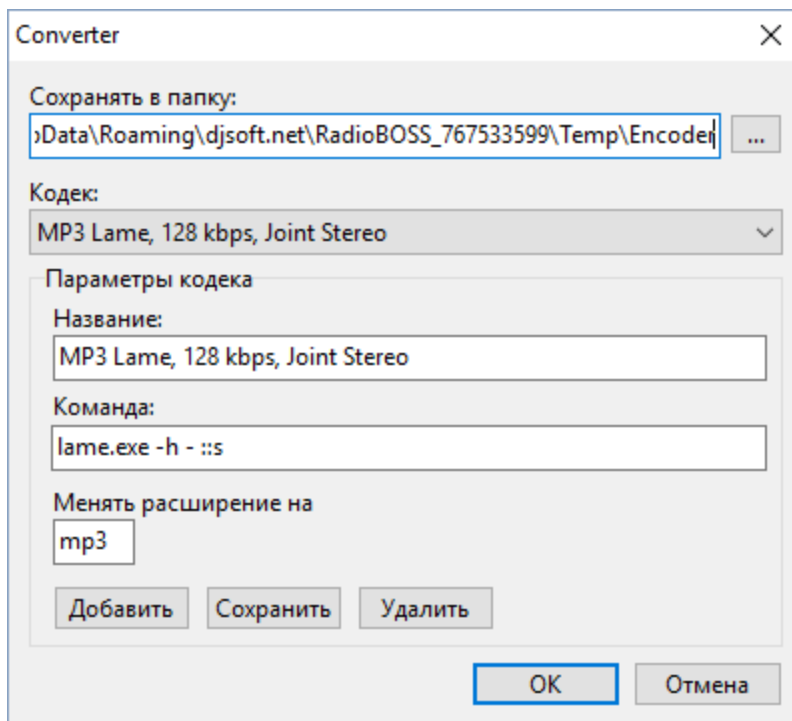 Converter
Сохранять в папку:
Data\Roaming\djsoft.net\RadioBOSS_767533599\Temp\Encoder
...
Кодек:
MP3 Lame, 128 kbps, Joint Stereo
Параметры кодека
Название:
MP3 Lame, 128 kbps, Joint Stereo
Команда:
lame.exe -h - ::s
Менять расширение на
mp3
Добавить Сохранить Удалить
OK Отмена